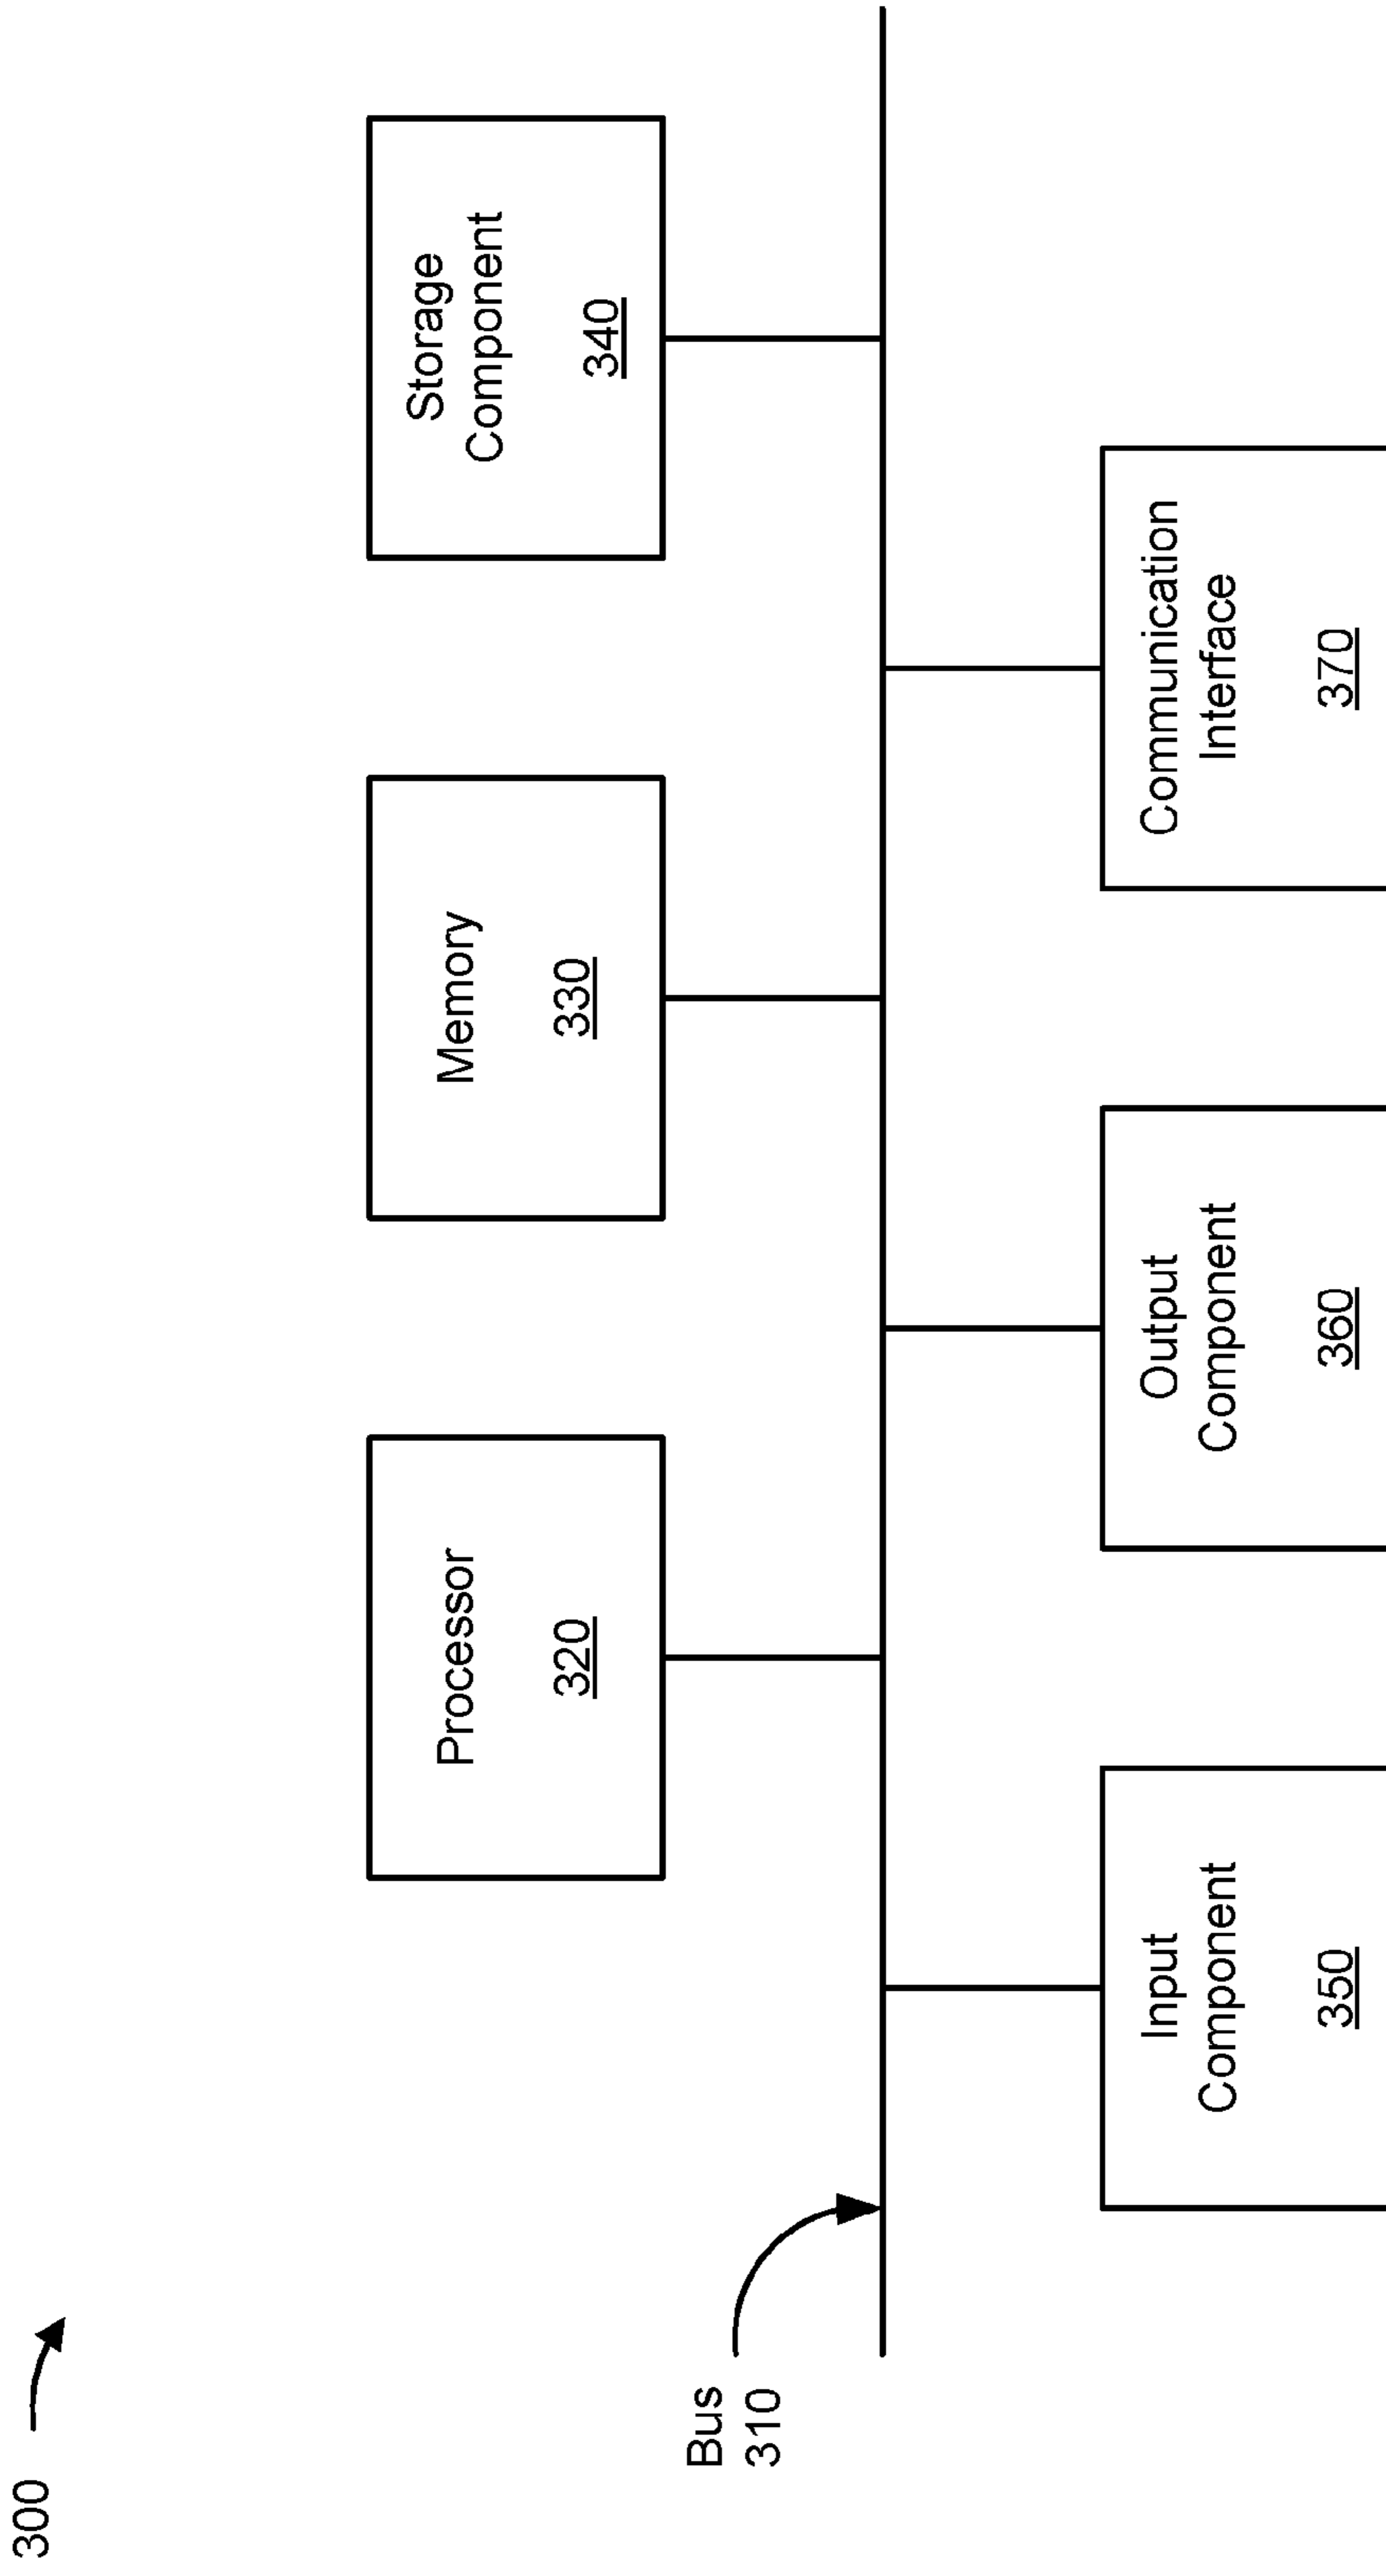 300
Processor
320
Memory
330
Storage
Component
340
Bus
310
Input
Component
350
Output
Component
360
Communication
Interface
370